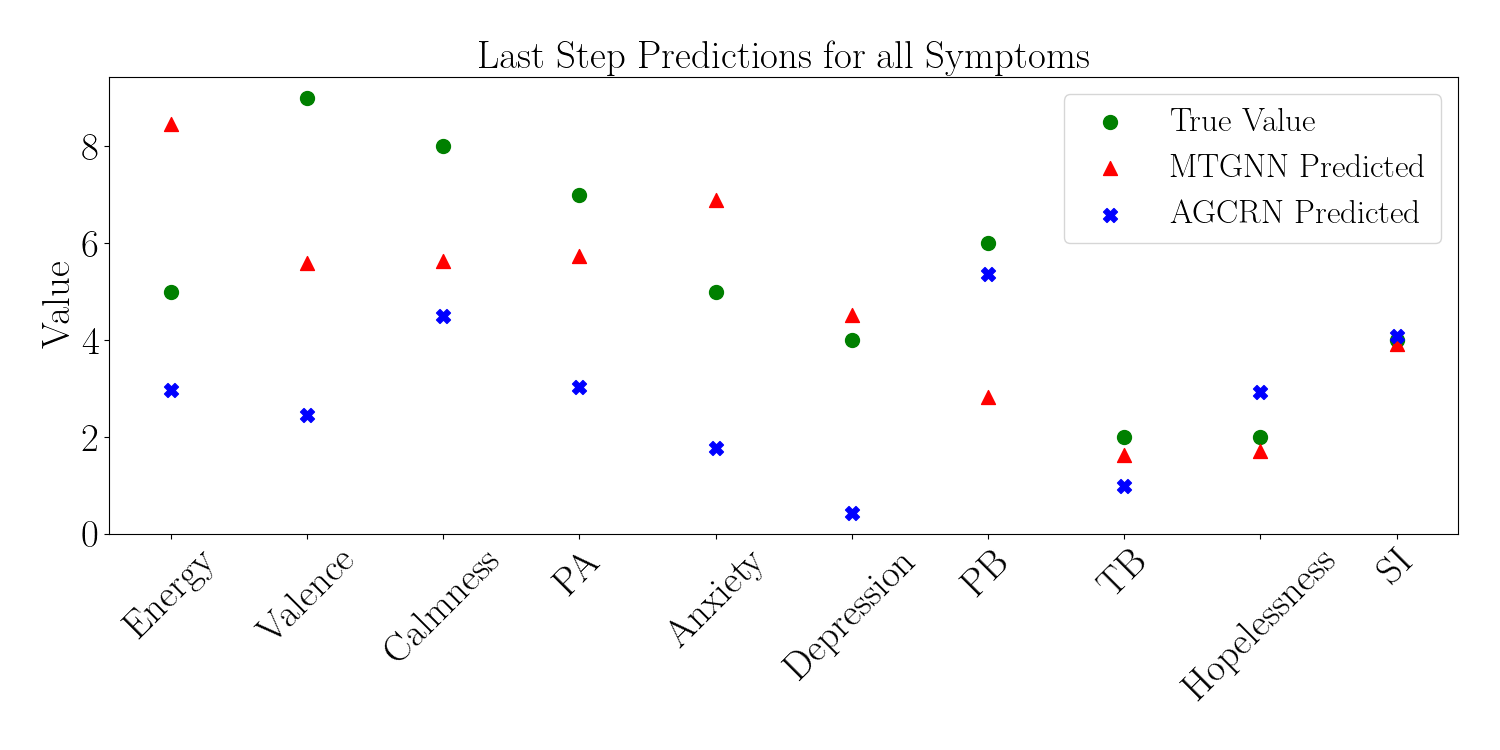 Last Step Predictions for all Symptoms
True Value
MTGNN Predicted
AGCRN Predicted
Value
8
6
4
2
0
Energy
Valence
Calmness
PA
Anxiety
Depression
PB
TB
Hopelessness
SI